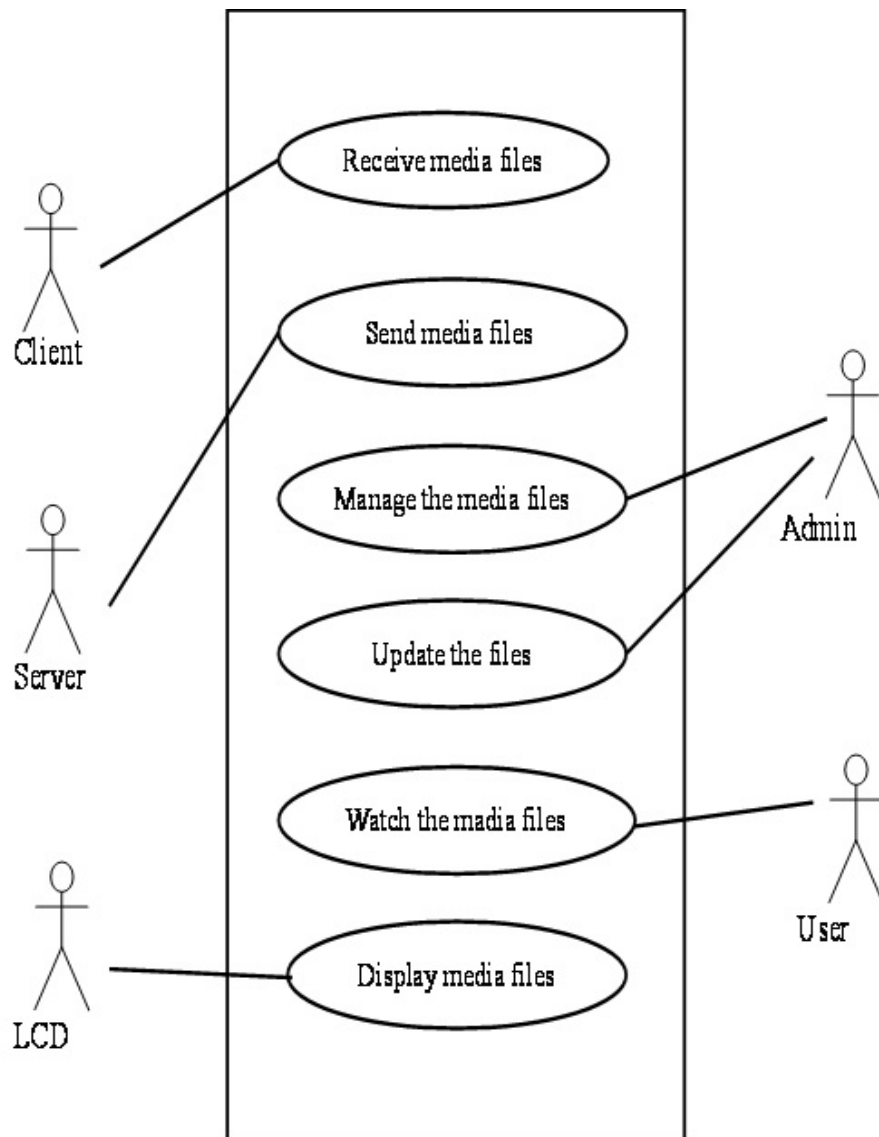 Receive media files
Client
Send media files
Admin
Manage the media files
Server
Update the files
Watch the madia files
User
Display media files
LCD